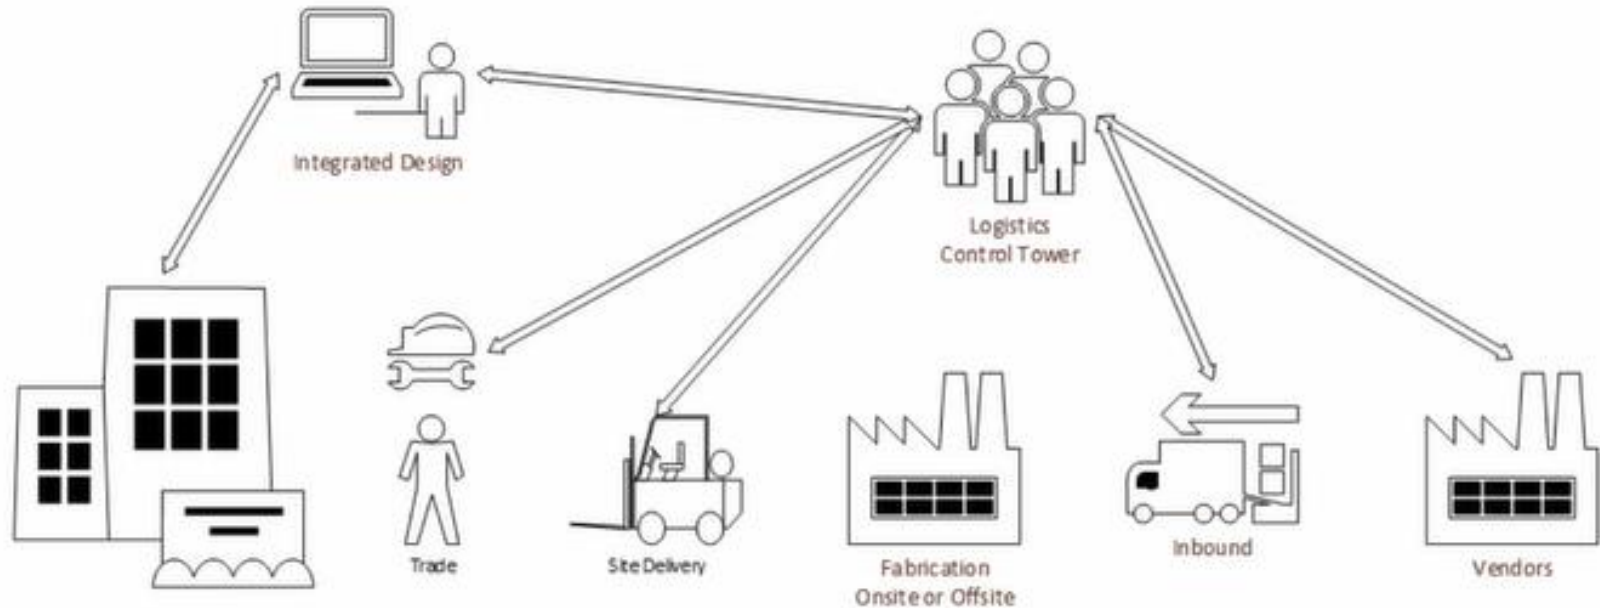 Integrated Design
Logistics
Control Tower
Trade
Site Delivery
Fabrication
Onsite or Offsite
Inbound
Vendors